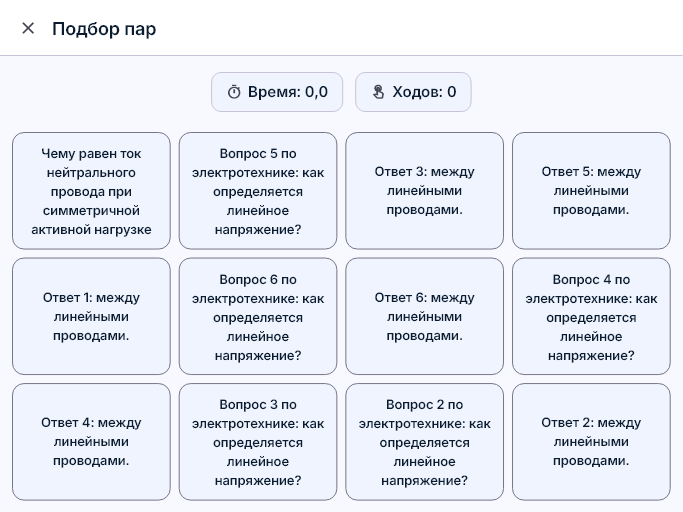 Подбор пар
Время: 0,0
Ходов: 0
Чему равен ток
нейтрального
провода при
симметричной
активной нагрузке
Вопрос 5 по
электротехнике: как
определяется
линейное
напряжение?
Ответ 3: между
линейными
проводами.
Ответ 5: между
линейными
проводами.
Ответ 1: между
линейными
проводами.
Вопрос 6 по
электротехнике: как
определяется
линейное
напряжение?
Ответ 6: между
линейными
проводами.
Вопрос 4 по
электротехнике: как
определяется
линейное
напряжение?
Ответ 4: между
линейными
проводами.
Вопрос 3 по
электротехнике: как
определяется
линейное
напряжение?
Вопрос 2 по
электротехнике: как
определяется
линейное
напряжение?
Ответ 2: между
линейными
проводами.